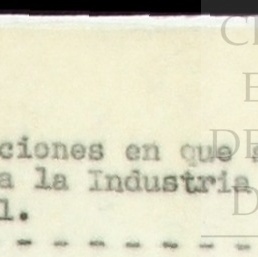 ciones en que
a la Industria
l.